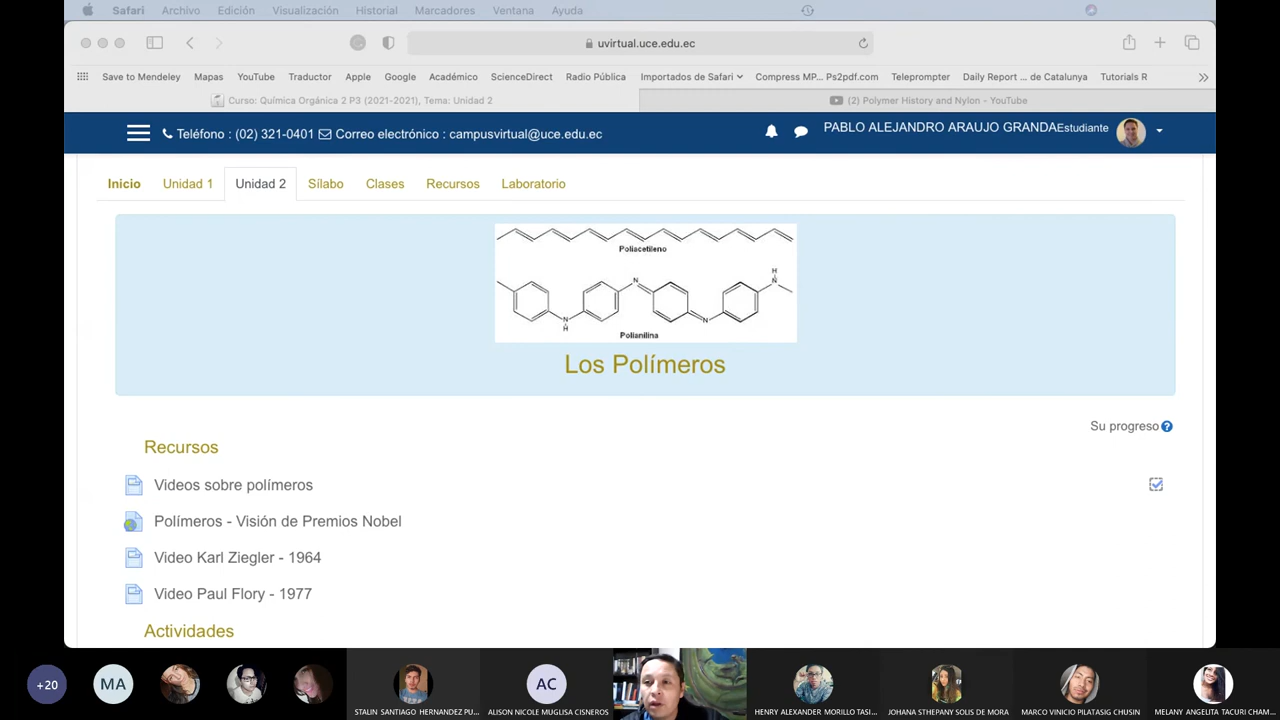 Safari Archivo Edición Visualización Historial Marcadores Ventana Ayuda
uvirtual.uce.edu.ec
Save to Mendeley Mapas YouTube Traductor Apple Google Académico ScienceDirect Radio Pública Importados de Safari Compress MP... Ps2pdf.com Teleprompter Daily Report ... de Catalunya Tutorials R
Curso: Química Orgánica 2 P3 (2021-2021), Tema: Unidad 2
(2) Polymer History and Nylon - YouTube
Teléfono : (02) 321-0401 Correo electrónico : campusvirtual@uce.edu.ec
PABLO ALEJANDRO ARAUJO GRANDAEstudiante
Inicio Unidad 1 Unidad 2 Sílabo Clases Recursos Laboratorio
Poliacetileno
H
N
N
N
H
N
Polianilina
Los Polímeros
Su progreso
Recursos
Videos sobre polímeros
Polímeros - Visión de Premios Nobel
Video Karl Ziegler - 1964
Video Paul Flory - 1977
Actividades
+20 MA AC
STALIN SANTIAGO HERNANDEZ PU... ALISON NICOLE MUGLISA CISNEROS HENRY ALEXANDER MORILLO TASI... JOHANA STHEPANY SOLIS DE MORA MARCO VINICIO PILATASIG CHUSIN MELANY ANGELITA TACURI CHAM...